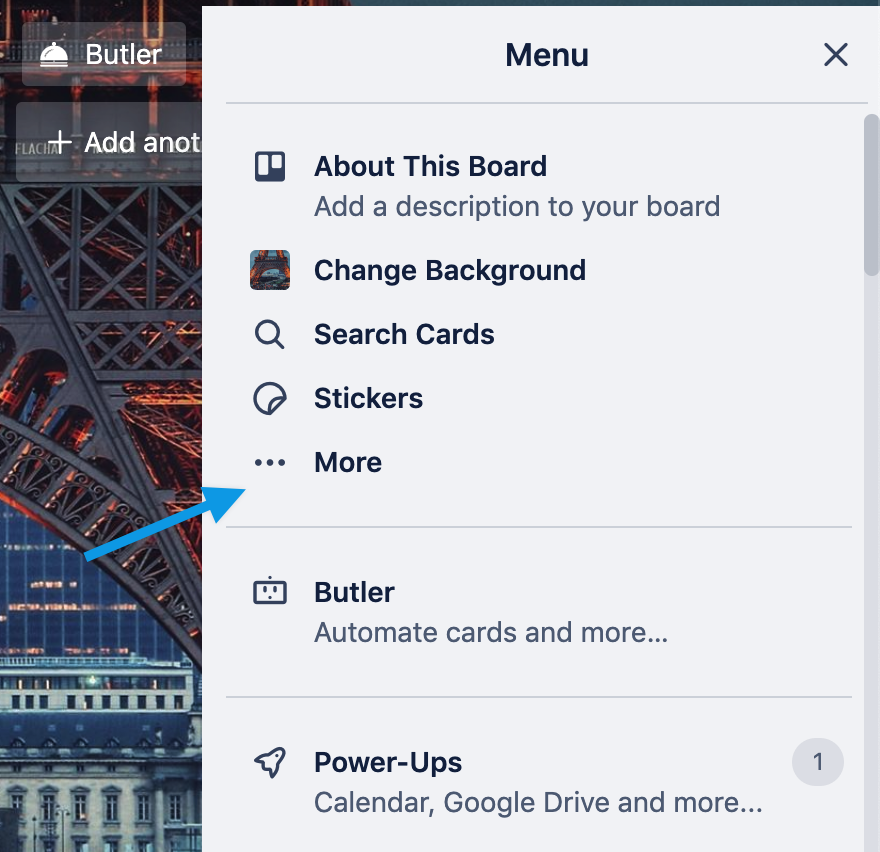 Butler
Menu
Add anot
About This Board
Add a description to your board
Change Background
Search Cards
Stickers
More
Butler
Automate cards and more...
Power-Ups
1
Calendar, Google Drive and more...